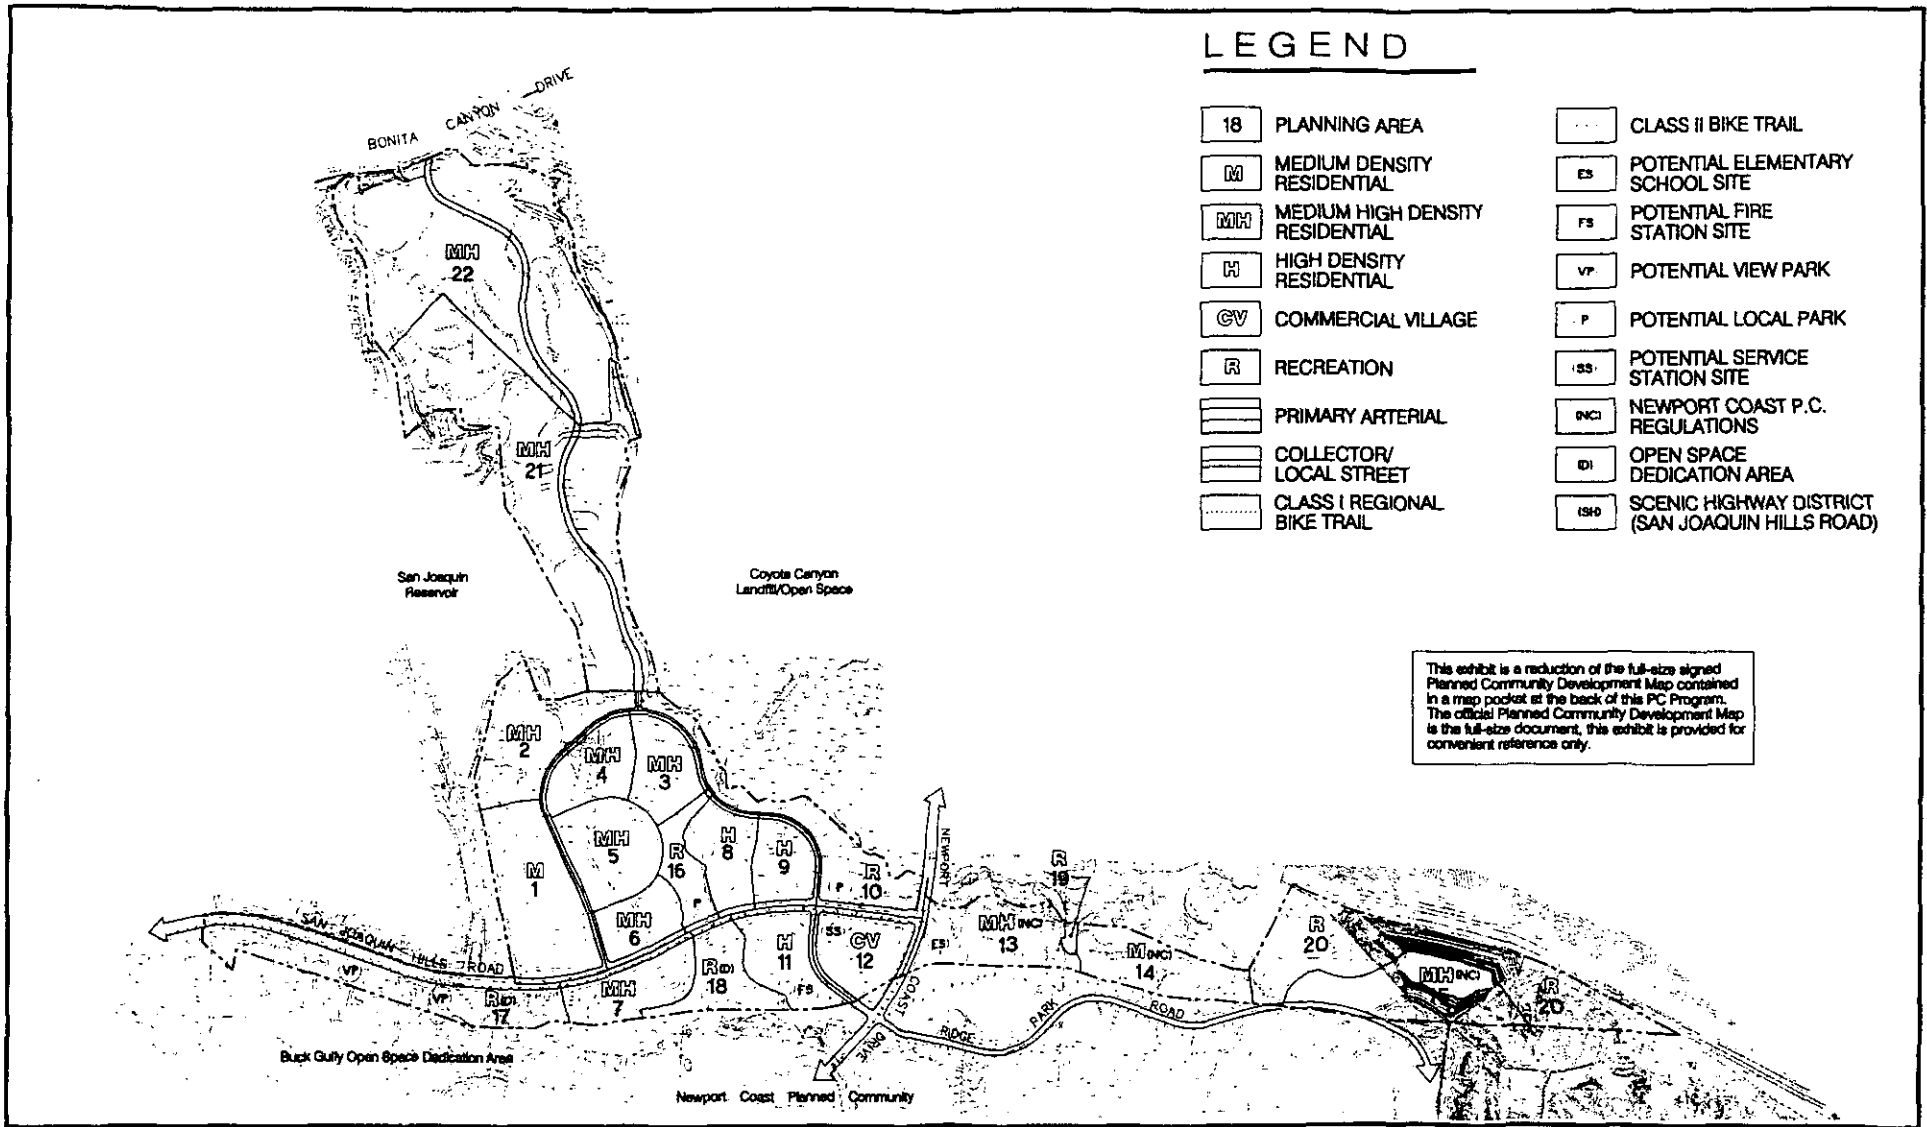 LEGEND
18 PLANNING AREA
M MEDIUM DENSITY
RESIDENTIAL
MH MEDIUM HIGH DENSITY
RESIDENTIAL
H HIGH DENSITY
RESIDENTIAL
CV COMMERCIAL VILLAGE
R RECREATION
PRIMARY ARTERIAL
COLLECTOR/
LOCAL STREET
CLASS I REGIONAL
BIKE TRAIL
CLASS II BIKE TRAIL
ES POTENTIAL ELEMENTARY
SCHOOL SITE
FS POTENTIAL FIRE
STATION SITE
VP POTENTIAL VIEW PARK
P POTENTIAL LOCAL PARK
(SS) POTENTIAL SERVICE
STATION SITE
(NC) NEWPORT COAST P.C.
REGULATIONS
(D) OPEN SPACE
DEDICATION AREA
(SH) SCENIC HIGHWAY DISTRICT
(SAN JOAQUIN HILLS ROAD)
This exhibit is a reduction of the full-size signed
Planned Community Development Map contained
in a map pocket at the back of this PC Program.
The official Planned Community Development Map
is the full-size document, this exhibit is provided for
convenient reference only.
BONITA CANYON DRIVE
MH
22
MH
21
San Joaquin
Reservoir
Coyote Canyon
Landfill/Open Space
MH
2
MH
4
MH
3
MH
5
R
16
H
8
H
9
M
1
R
10
(P)
P
MH
6
SAN JOAQUIN HILLS ROAD
VP
VP
R(D)
17
MH
7
R(D)
18
H
11
FS
(SS)
CV
12
NEWPORT
COAST
DRIVE
(ES)
MH(NC)
13
R
19
M(NC)
14
R
20
MH(NC)
R
20
RIDGE PARK ROAD
Buck Gully Open Space Dedication Area
Newport Coast Planned Community